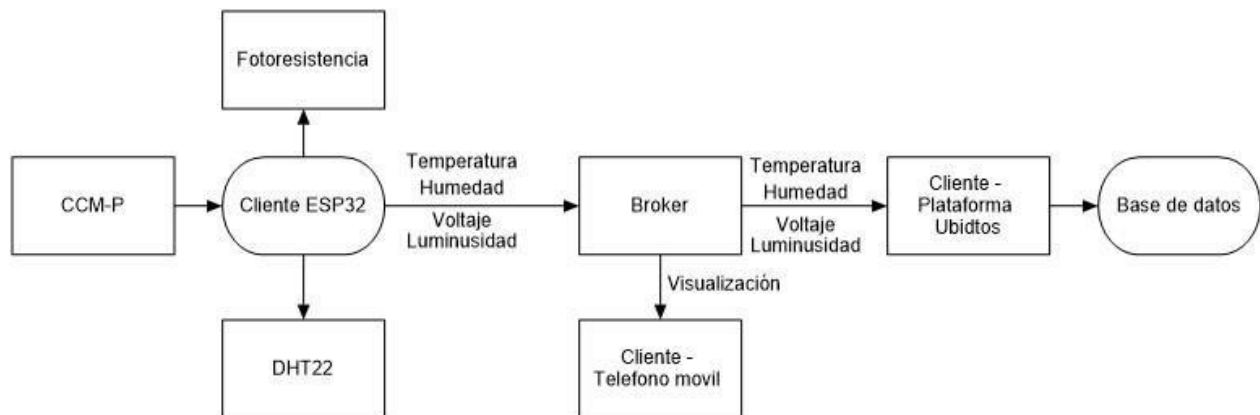 Fotoresistencia
CCM-P
Cliente ESP32
Temperatura
Humedad
Voltaje
Luminusidad
Broker
Temperatura
Humedad
Voltaje
Luminusidad
Cliente -
Plataforma
Ubidtos
Base de datos
Visualización
DHT22
Cliente -
Telefono movil